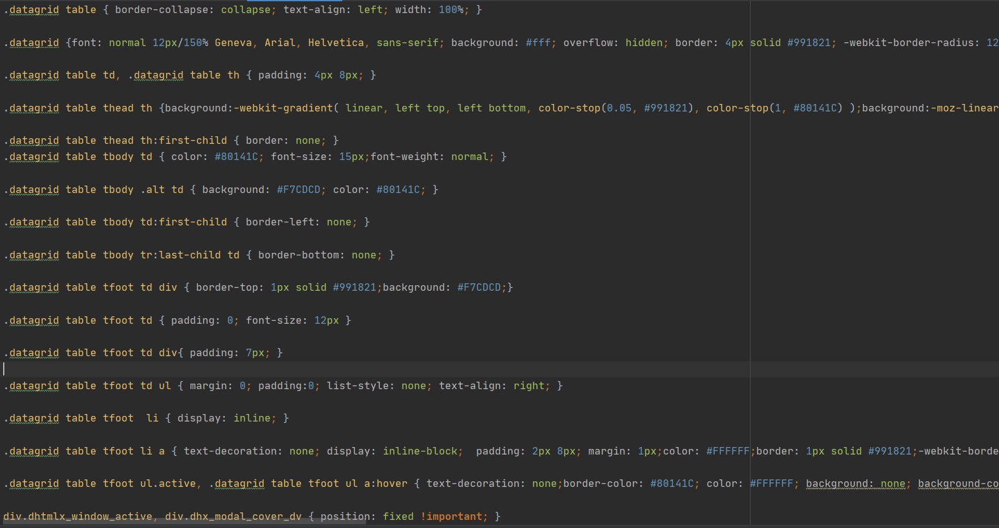 .datagrid table { border-collapse: collapse; text-align: left; width: 100%; }
.datagrid {font: normal 12px/150% Geneva, Arial, Helvetica, sans-serif; background: #fff; overflow: hidden; border: 4px solid #991821; -webkit-border-radius: 12
.datagrid table td, .datagrid table th { padding: 4px 8px; }
.datagrid table thead th {background:-webkit-gradient( linear, left top, left bottom, color-stop(0.05, #991821), color-stop(1, #80141C) );background:-moz-linear
.datagrid table thead th:first-child { border: none; }
.datagrid table tbody td { color: #80141C; font-size: 15px;font-weight: normal; }
.datagrid table tbody .alt td { background: #F7CDCD; color: #80141C; }
.datagrid table tbody td:first-child { border-left: none; }
.datagrid table tbody tr:last-child td { border-bottom: none; }
.datagrid table tfoot td div { border-top: 1px solid #991821;background: #F7CDCD;}
.datagrid table tfoot td { padding: 0; font-size: 12px }
.datagrid table tfoot td div{ padding: 7px; }
.datagrid table tfoot td ul { margin: 0; padding:0; list-style: none; text-align: right; }
.datagrid table tfoot  li { display: inline; }
.datagrid table tfoot li a { text-decoration: none; display: inline-block;  padding: 2px 8px; margin: 1px;color: #FFFFFF;border: 1px solid #991821;-webkit-borde
.datagrid table tfoot ul.active, .datagrid table tfoot ul a:hover { text-decoration: none;border-color: #80141C; color: #FFFFFF; background: none; background-co
div.dhtmlx_window_active, div.dhx_modal_cover_dv { position: fixed !important; }